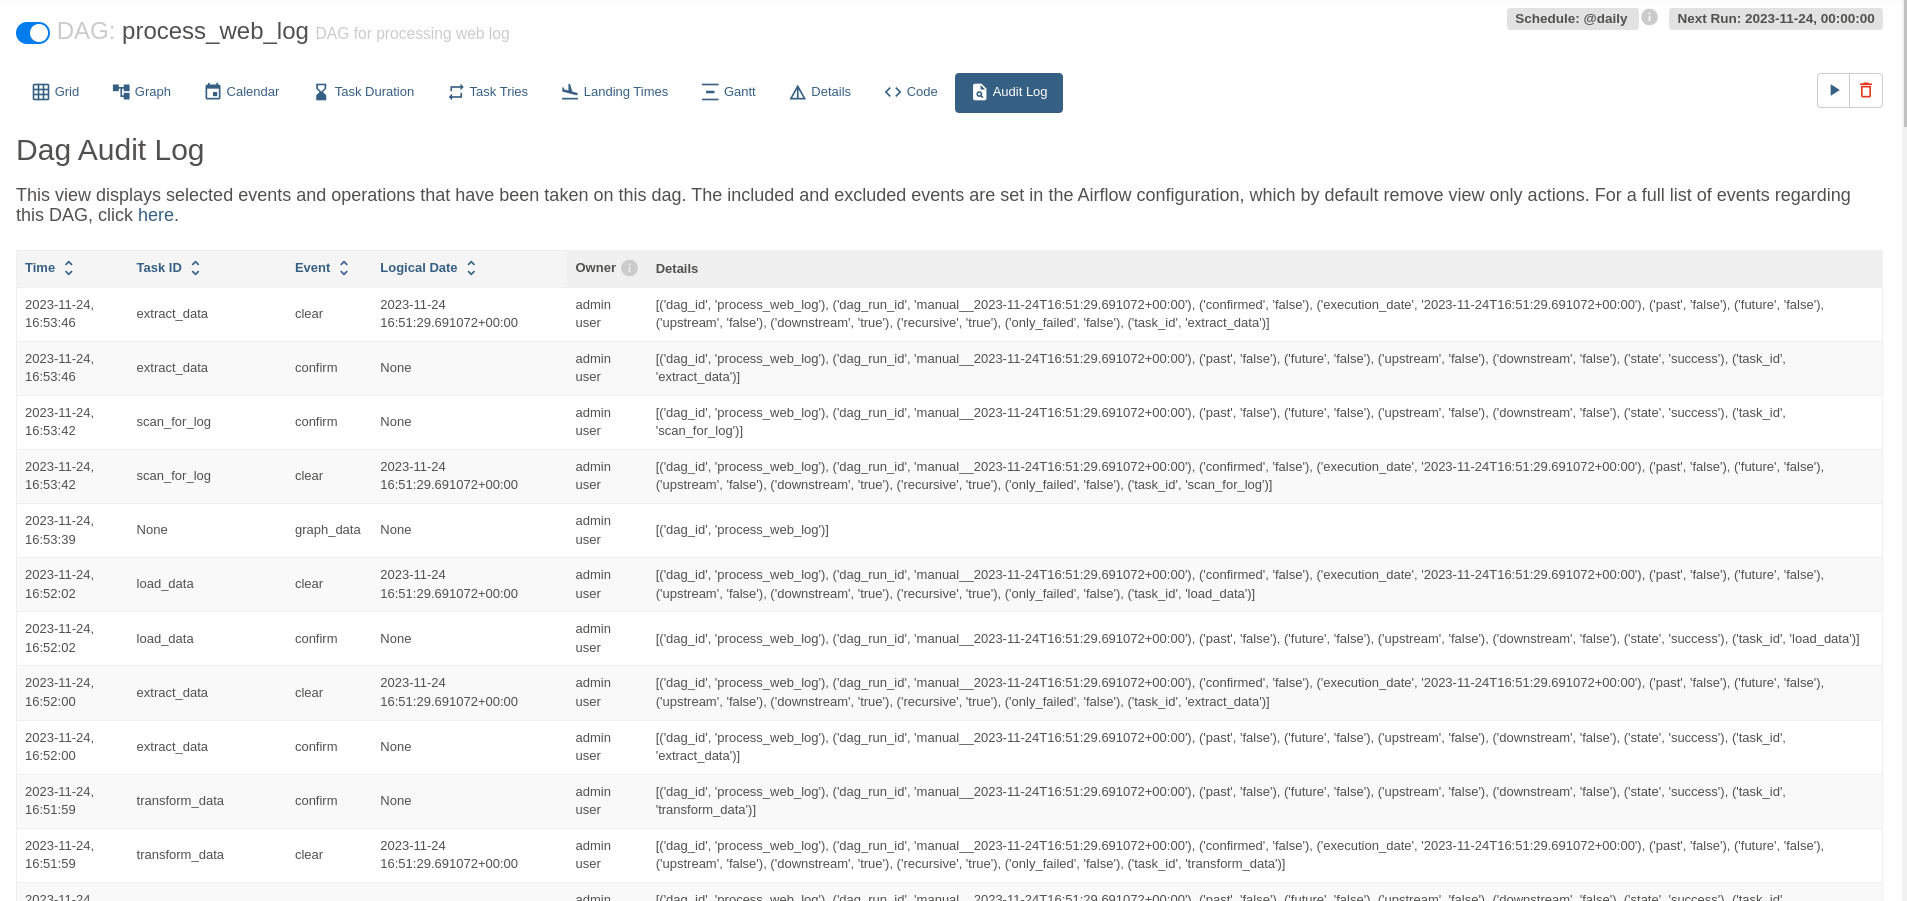 DAG: process_web_log DAG for processing web log
Schedule: @daily Next Run: 2023-11-24, 00:00:00
Grid Graph Calendar Task Duration Task Tries Landing Times Gantt Details Code Audit Log
Dag Audit Log
This view displays selected events and operations that have been taken on this dag. The included and excluded events are set in the Airflow configuration, which by default remove view only actions. For a full list of events regarding
this DAG, click here.
Time Task ID Event Logical Date Owner Details
2023-11-24, 2023-11-24 admin [('dag_id', 'process_web_log'), ('dag_run_id', 'manual__2023-11-24T16:51:29.691072+00:00'), ('confirmed', 'false'), ('execution_date', '2023-11-24T16:51:29.691072+00:00'), ('past', 'false'), ('future', 'false'),
extract_data clear
16:53:46 16:51:29.691072+00:00 user ('upstream', 'false'), ('downstream', 'true'), ('recursive', 'true'), ('only_failed', 'false'), ('task_id', 'extract_data')]
2023-11-24, admin [('dag_id', 'process_web_log'), ('dag_run_id', 'manual__2023-11-24T16:51:29.691072+00:00'), ('past', 'false'), ('future', 'false'), ('upstream', 'false'), ('downstream', 'false'), ('state', 'success'), ('task_id',
extract_data confirm None
16:53:46 user 'extract_data')]
2023-11-24, admin [('dag_id', 'process_web_log'), ('dag_run_id', 'manual__2023-11-24T16:51:29.691072+00:00'), ('past', 'false'), ('future', 'false'), ('upstream', 'false'), ('downstream', 'false'), ('state', 'success'), ('task_id',
scan_for_log confirm None
16:53:42 user 'scan_for_log')]
2023-11-24, 2023-11-24 admin [('dag_id', 'process_web_log'), ('dag_run_id', 'manual__2023-11-24T16:51:29.691072+00:00'), ('confirmed', 'false'), ('execution_date', '2023-11-24T16:51:29.691072+00:00'), ('past', 'false'), ('future', 'false'),
scan_for_log clear
16:53:42 16:51:29.691072+00:00 user ('upstream', 'false'), ('downstream', 'true'), ('recursive', 'true'), ('only_failed', 'false'), ('task_id', 'scan_for_log')]
2023-11-24, admin
None graph_data None [('dag_id', 'process_web_log')]
16:53:39 user
2023-11-24, 2023-11-24 admin [('dag_id', 'process_web_log'), ('dag_run_id', 'manual__2023-11-24T16:51:29.691072+00:00'), ('confirmed', 'false'), ('execution_date', '2023-11-24T16:51:29.691072+00:00'), ('past', 'false'), ('future', 'false'),
load_data clear
16:52:02 16:51:29.691072+00:00 user ('upstream', 'false'), ('downstream', 'true'), ('recursive', 'true'), ('only_failed', 'false'), ('task_id', 'load_data')]
2023-11-24, admin
load_data confirm None [('dag_id', 'process_web_log'), ('dag_run_id', 'manual__2023-11-24T16:51:29.691072+00:00'), ('past', 'false'), ('future', 'false'), ('upstream', 'false'), ('downstream', 'false'), ('state', 'success'), ('task_id', 'load_data')]
16:52:02 user
2023-11-24, 2023-11-24 admin [('dag_id', 'process_web_log'), ('dag_run_id', 'manual__2023-11-24T16:51:29.691072+00:00'), ('confirmed', 'false'), ('execution_date', '2023-11-24T16:51:29.691072+00:00'), ('past', 'false'), ('future', 'false'),
extract_data clear
16:52:00 16:51:29.691072+00:00 user ('upstream', 'false'), ('downstream', 'true'), ('recursive', 'true'), ('only_failed', 'false'), ('task_id', 'extract_data')]
2023-11-24, admin [('dag_id', 'process_web_log'), ('dag_run_id', 'manual__2023-11-24T16:51:29.691072+00:00'), ('past', 'false'), ('future', 'false'), ('upstream', 'false'), ('downstream', 'false'), ('state', 'success'), ('task_id',
extract_data confirm None
16:52:00 user 'extract_data')]
2023-11-24, admin [('dag_id', 'process_web_log'), ('dag_run_id', 'manual__2023-11-24T16:51:29.691072+00:00'), ('past', 'false'), ('future', 'false'), ('upstream', 'false'), ('downstream', 'false'), ('state', 'success'), ('task_id',
transform_data confirm None
16:51:59 user 'transform_data')]
2023-11-24, 2023-11-24 admin [('dag_id', 'process_web_log'), ('dag_run_id', 'manual__2023-11-24T16:51:29.691072+00:00'), ('confirmed', 'false'), ('execution_date', '2023-11-24T16:51:29.691072+00:00'), ('past', 'false'), ('future', 'false'),
transform_data clear
16:51:59 16:51:29.691072+00:00 user ('upstream', 'false'), ('downstream', 'true'), ('recursive', 'true'), ('only_failed', 'false'), ('task_id', 'transform_data')]
2023-11-24, admin [('dag_id', 'process_web_log'), ('dag_run_id', 'manual__2023-11-24T16:51:29.691072+00:00'), ('past', 'false'), ('future', 'false'), ('upstream', 'false'), ('downstream', 'false'), ('state', 'success'), ('task_id',